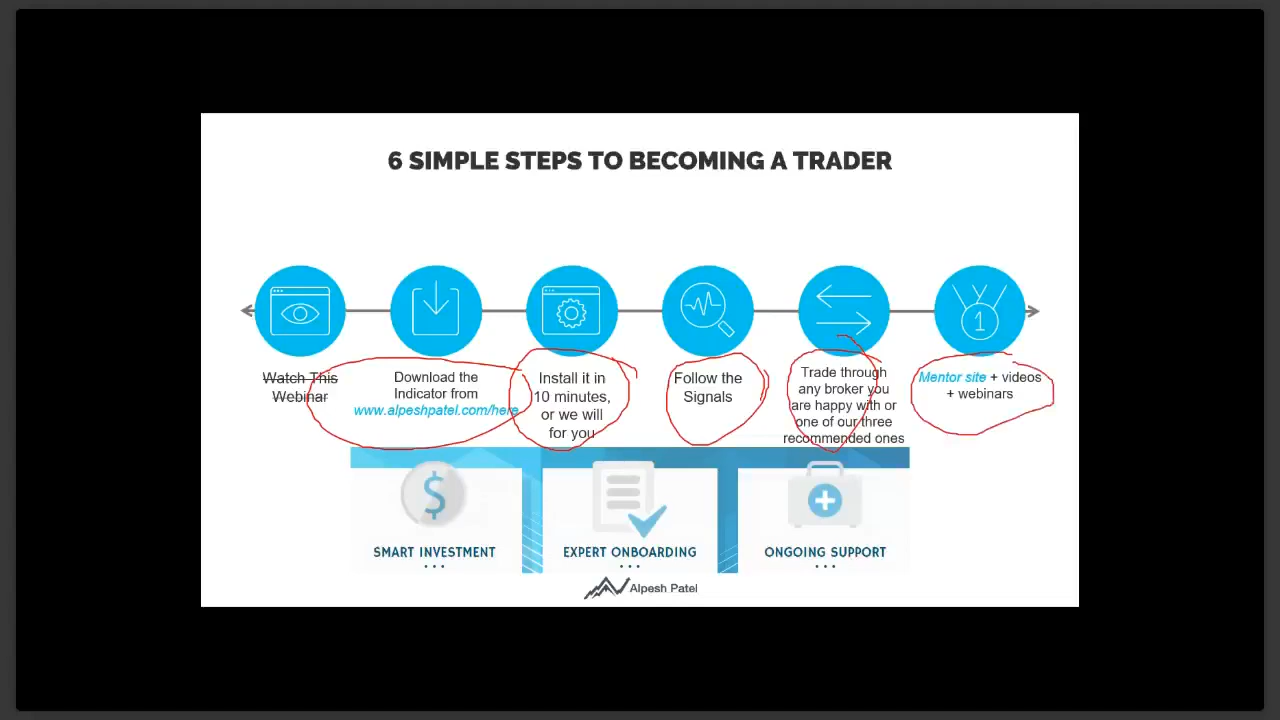 6 SIMPLE STEPS TO BECOMING A TRADER
1
Watch This
Webinar
Download the
Indicator from
www.alpeshpatel.com/here
Install it in
10 minutes,
or we will
for you
Follow the
Signals
Trade through
any broker you
are happy with or
one of our three
recommended ones
Mentor site + videos
+ webinars
$
SMART INVESTMENT
EXPERT ONBOARDING
ONGOING SUPPORT
Alpesh Patel